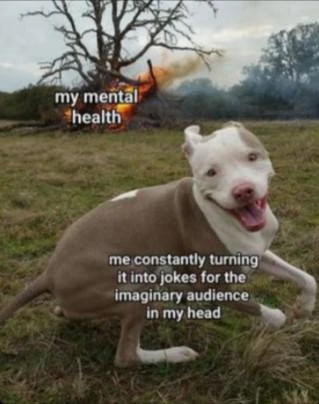 my mental
health
me constantly turning
it into jokes for the
imaginary audience
in my head